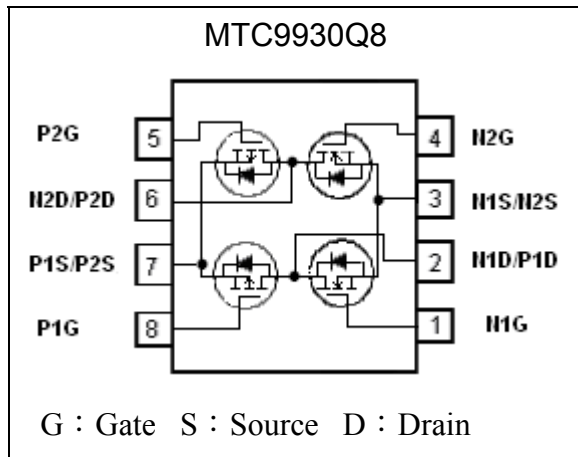 MTC9930Q8
P2G 5 4 N2G
N2D/P2D 6 3 N1S/N2S
P1S/P2S 7 2 N1D/P1D
P1G 8 1 N1G
G：Gate S：Source D：Drain